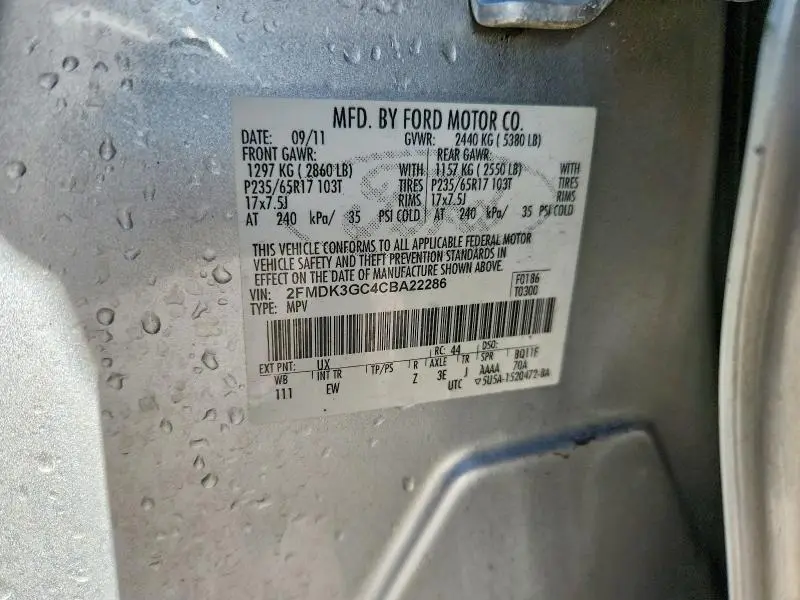 MFD. BY FORD MOTOR CO.
DATE: 09/11 GVWR: 2440 KG ( 5380 LB)
FRONT GAWR: REAR GAWR:
1297 KG ( 2860 LB) WITH 1157 KG ( 2550 LB) WITH
P235/65R17 103T TIRES P235/65R17 103T TIRES
17x7.5J RIMS 17x7.5J RIMS
AT 240 kPa/ 35 PSI COLD AT 240 kPa/ 35 PSI COLD
THIS VEHICLE CONFORMS TO ALL APPLICABLE FEDERAL MOTOR
VEHICLE SAFETY AND THEFT PREVENTION STANDARDS IN
EFFECT ON THE DATE OF MANUFACTURE SHOWN ABOVE.
VIN: 2FMDK3GC4CBA22286 F0186
TYPE: MPV T0300
EXT PNT: UX RC: 44 DSO:
WB INT TR TP/PS R AXLE TR SPR BQ11F
111 EW Z 3E J AAAA 70A
UTC ▽5U5A-1520472-BA